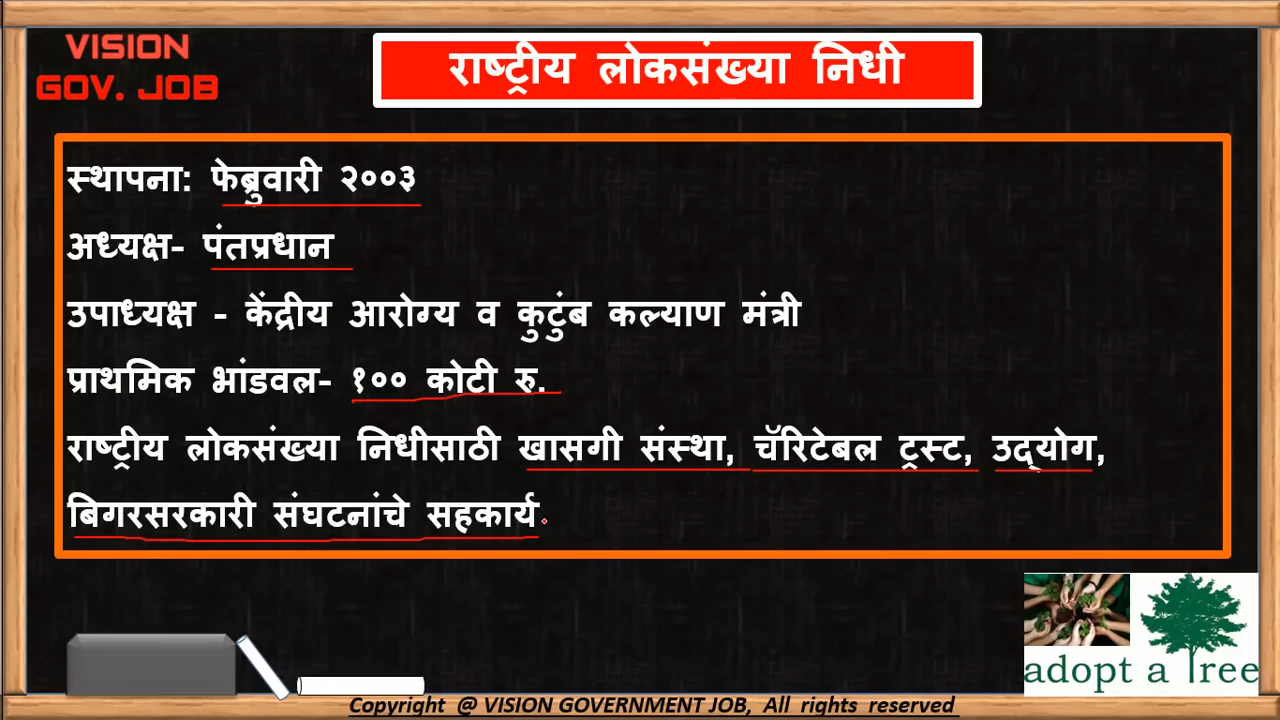 VISION
GOV. JOB
राष्ट्रीय लोकसंख्या निधी
स्थापना: फेब्रुवारी २००३
अध्यक्ष- पंतप्रधान
उपाध्यक्ष - केंद्रीय आरोग्य व कुटुंब कल्याण मंत्री
प्राथमिक भांडवल- १०० कोटी रु.
राष्ट्रीय लोकसंख्या निधीसाठी खासगी संस्था, चॅरिटेबल ट्रस्ट, उद्योग,
बिगरसरकारी संघटनांचे सहकार्य
adopt a Tree
Copyright @ VISION GOVERNMENT JOB, All rights reserved